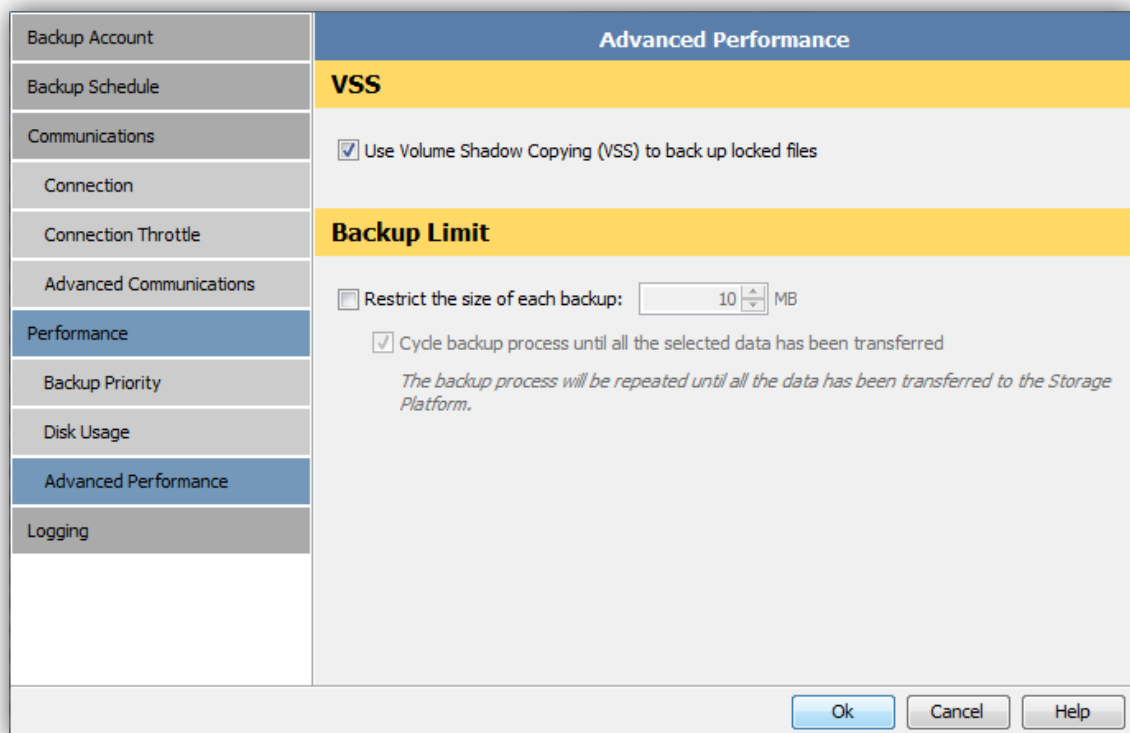 Backup Account
Backup Schedule
Communications
Connection
Connection Throttle
Advanced Communications
Performance
Backup Priority
Disk Usage
Advanced Performance
Logging
Advanced Performance
VSS
Use Volume Shadow Copying (VSS) to back up locked files
Backup Limit
Restrict the size of each backup: 10 MB
Cycle backup process until all the selected data has been transferred
The backup process will be repeated until all the data has been transferred to the Storage
Platform.
Ok Cancel Help